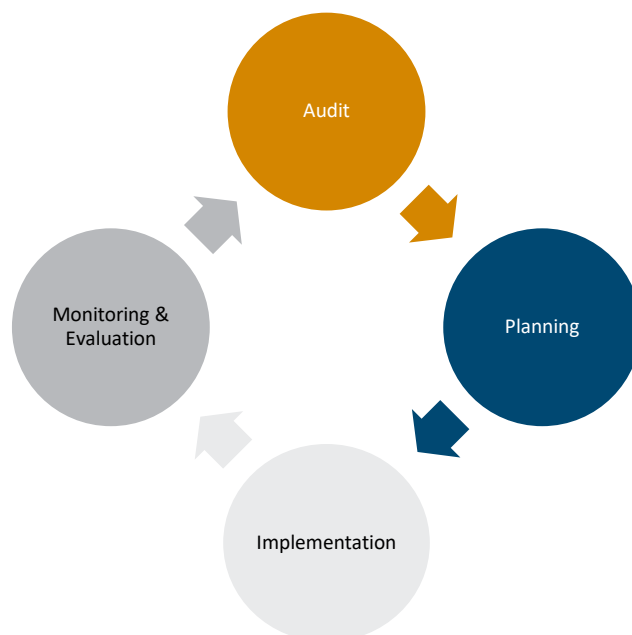 Audit
Planning
Implementation
Monitoring &
Evaluation